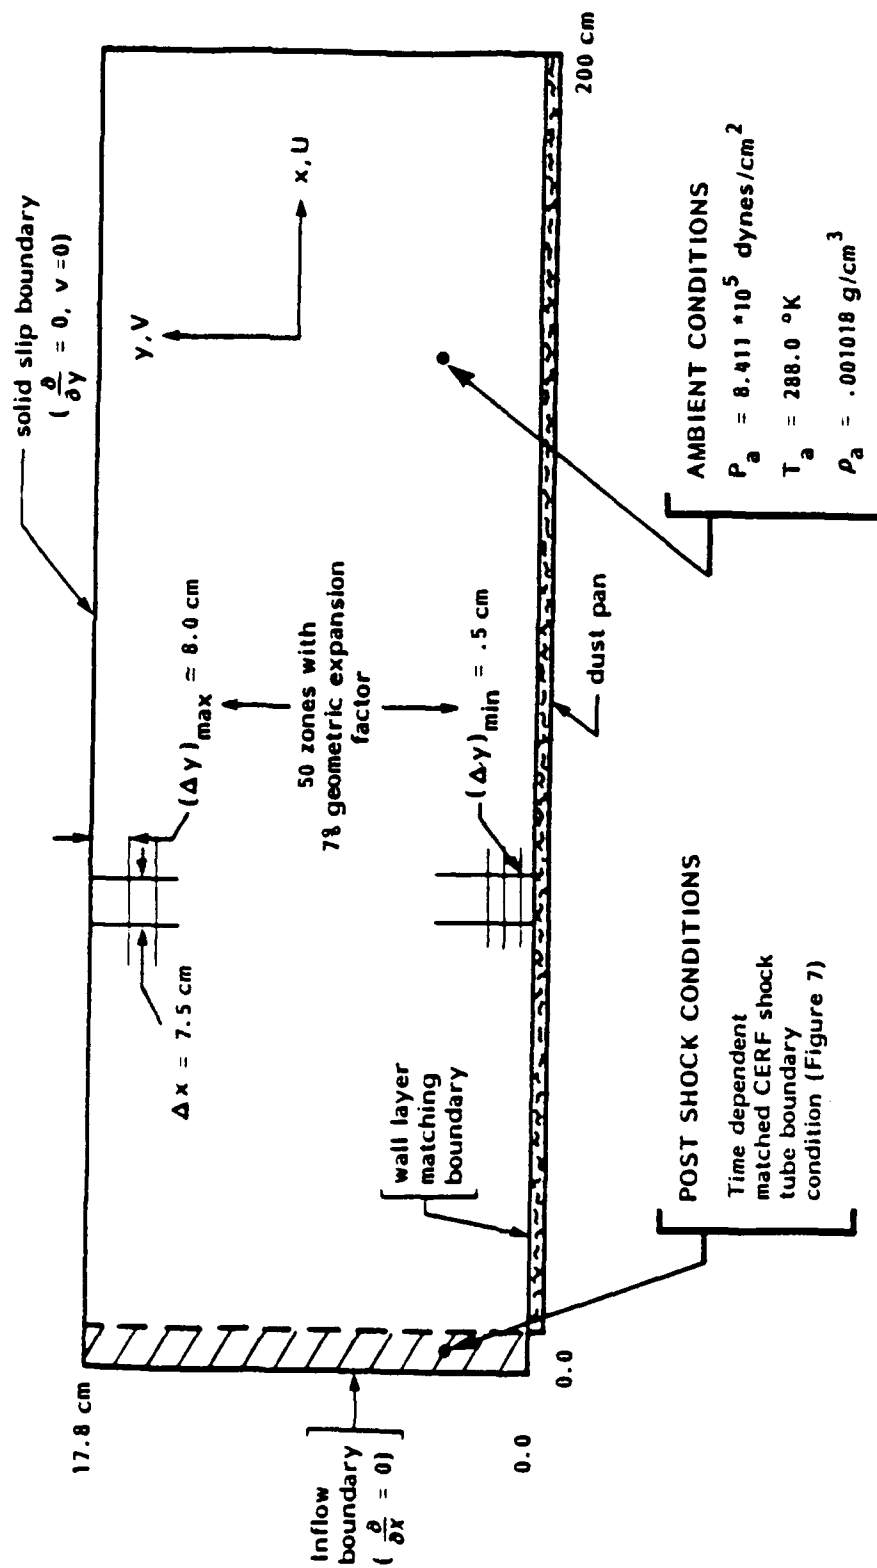 solid slip boundary
( ∂/∂y = 0, v = 0)
17.8 cm
(Δy)max ≃ 8.0 cm
y, V
x, U
Δx = 7.5 cm
50 zones with
7% geometric expansion
factor
Inflow
boundary
( ∂/∂x = 0)
wall layer
matching
boundary
(Δy)min = .5 cm
0.0
0.0
dust pan
200 cm
POST SHOCK CONDITIONS
Time dependent
matched CERF shock
tube boundary
condition (Figure 7)
AMBIENT CONDITIONS
Pa = 8.411 *10^5 dynes/cm^2
Ta = 288.0 °K
ρa = .001018 g/cm^3